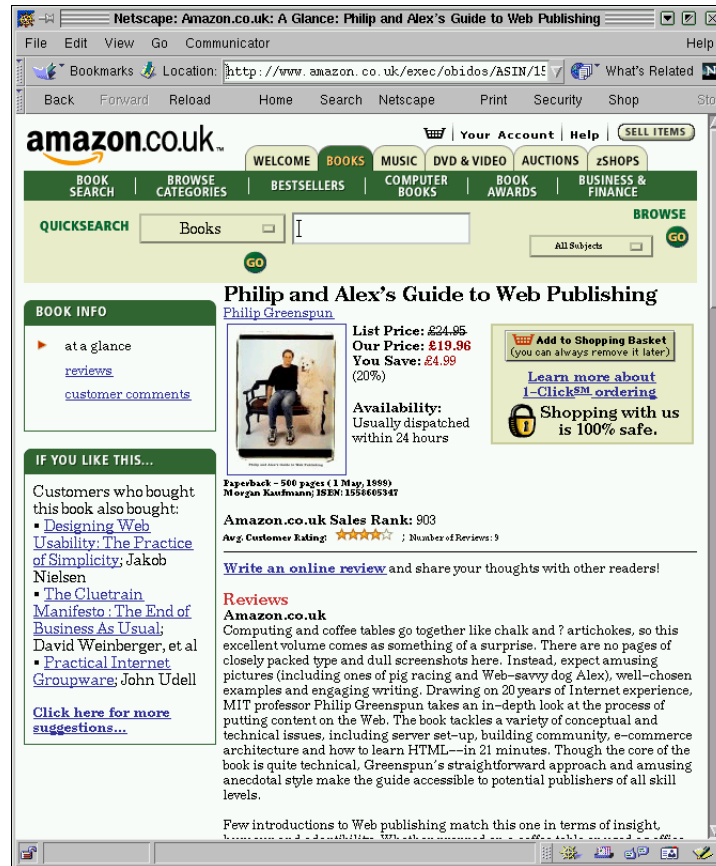 Netscape: Amazon.co.uk: A Glance: Philip and Alex's Guide to Web Publishing
File Edit View Go Communicator Help
Bookmarks Location: http://www.amazon.co.uk/exec/obidos/ASIN/15 What's Related N
Back Forward Reload Home Search Netscape Print Security Shop Sto
amazon.co.uk
Your Account | Help | SELL ITEMS
WELCOME BOOKS MUSIC DVD & VIDEO AUCTIONS zSHOPS
BOOK SEARCH | BROWSE CATEGORIES | BESTSELLERS | COMPUTER BOOKS | BOOK AWARDS | BUSINESS & FINANCE
QUICKSEARCH Books BROWSE
All Subjects GO
GO
Philip and Alex's Guide to Web Publishing
Philip Greenspun
BOOK INFO
at a glance
reviews
customer comments
List Price: £24.95
Our Price: £19.96
You Save: £4.99
(20%)
Availability:
Usually dispatched
within 24 hours
Add to Shopping Basket
(you can always remove it later)
Learn more about
1-Click℠ ordering
Shopping with us
is 100% safe.
Philip and Alex's Guide to Web Publishing
Paperback - 500 pages (1 May, 1999)
Morgan Kaufmann; ISBN: 1558605347
Amazon.co.uk Sales Rank: 903
Avg. Customer Rating: ; Number of Reviews: 9
IF YOU LIKE THIS...
Customers who bought
this book also bought:
▪ Designing Web
Usability: The Practice
of Simplicity; Jakob
Nielsen
▪ The Cluetrain
Manifesto : The End of
Business As Usual;
David Weinberger, et al
▪ Practical Internet
Groupware; John Udell
Click here for more
suggestions...
Write an online review and share your thoughts with other readers!
Reviews
Amazon.co.uk
Computing and coffee tables go together like chalk and ? artichokes, so this
excellent volume comes as something of a surprise. There are no pages of
closely packed type and dull screenshots here. Instead, expect amusing
pictures (including ones of pig racing and Web-savvy dog Alex), well-chosen
examples and engaging writing. Drawing on 20 years of Internet experience,
MIT professor Philip Greenspun takes an in-depth look at the process of
putting content on the Web. The book tackles a variety of conceptual and
technical issues, including server set-up, building community, e-commerce
architecture and how to learn HTML--in 21 minutes. Though the core of the
book is quite technical, Greenspun's straightforward approach and amusing
anecdotal style make the guide accessible to potential publishers of all skill
levels.
Few introductions to Web publishing match this one in terms of insight,